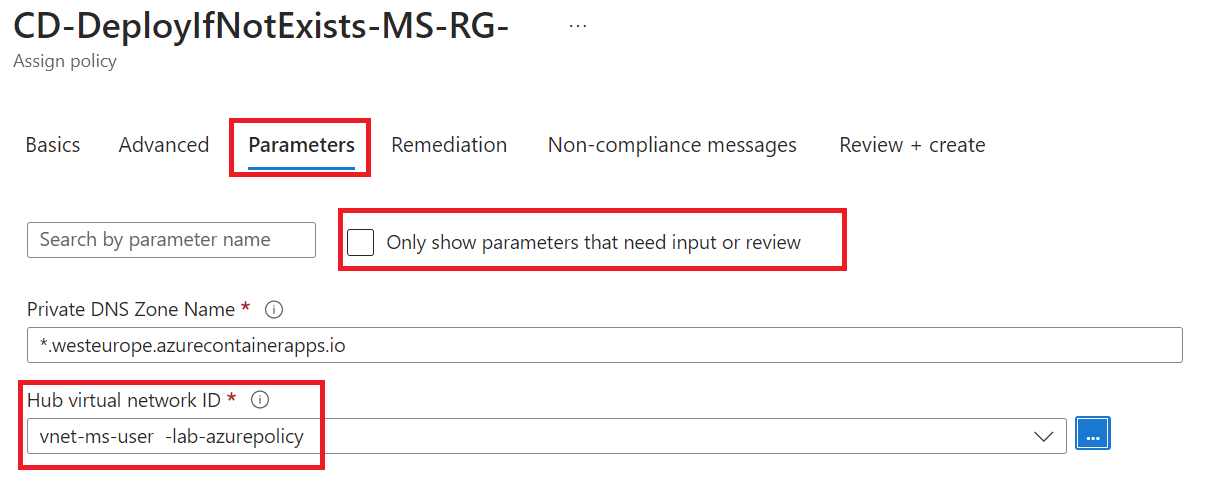 CD-DeployIfNotExists-MS-RG- ...
Assign policy
Basics Advanced Parameters Remediation Non-compliance messages Review + create
Search by parameter name Only show parameters that need input or review
Private DNS Zone Name *
*.westeurope.azurecontainerapps.io
Hub virtual network ID *
vnet-ms-user -lab-azurepolicy ...